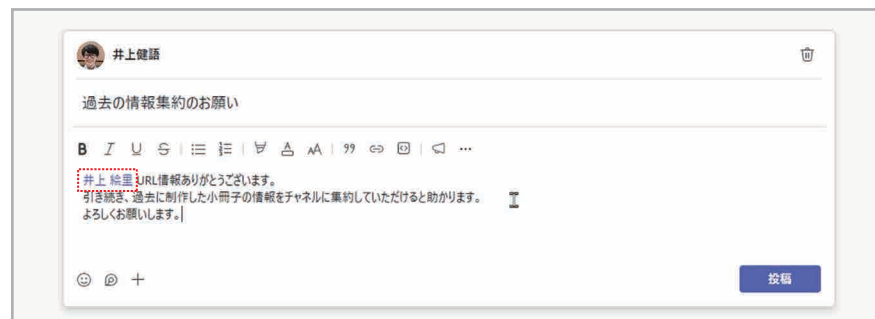 井上健語
過去の情報集約のお願い
B I U S AA
井上 絵里 URL情報ありがとうございます。
引き続き、過去に制作した小冊子の情報をチャネルに集約していただけると助かります。
よろしくお願いします。
投稿